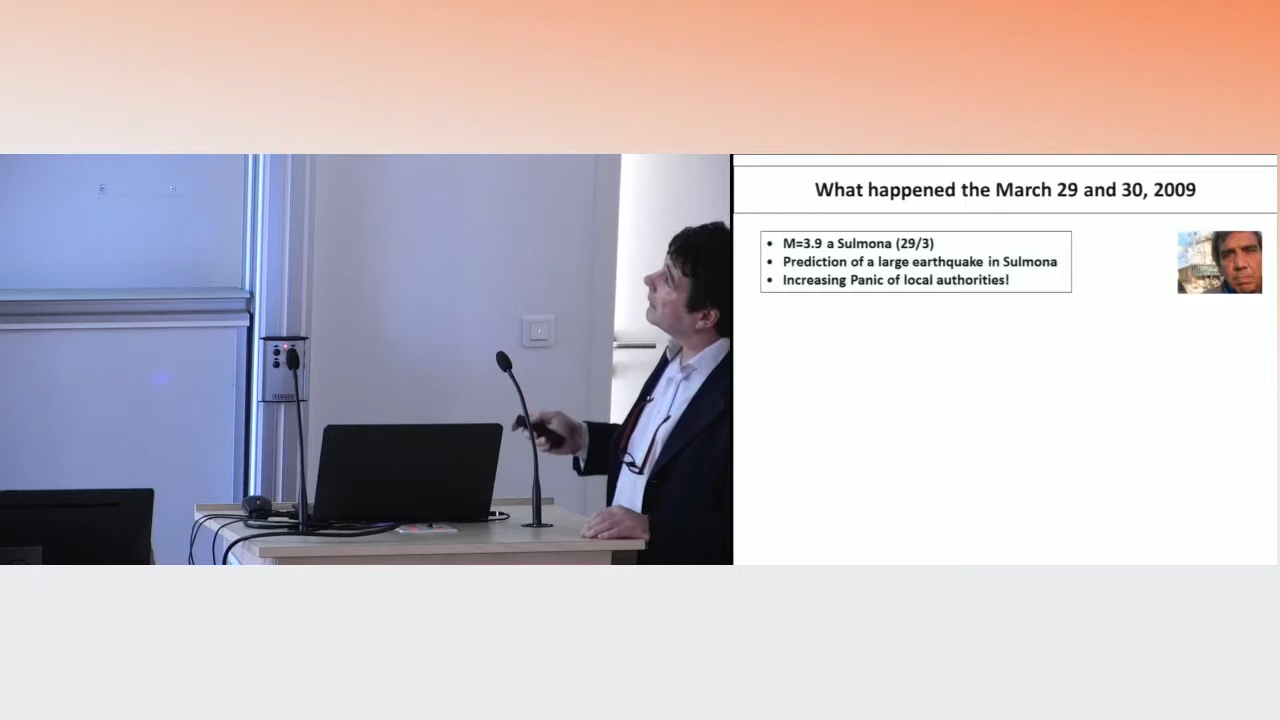 What happened the March 29 and 30, 2009
• M=3.9 a Sulmona (29/3)
• Prediction of a large earthquake in Sulmona
• Increasing Panic of local authorities!